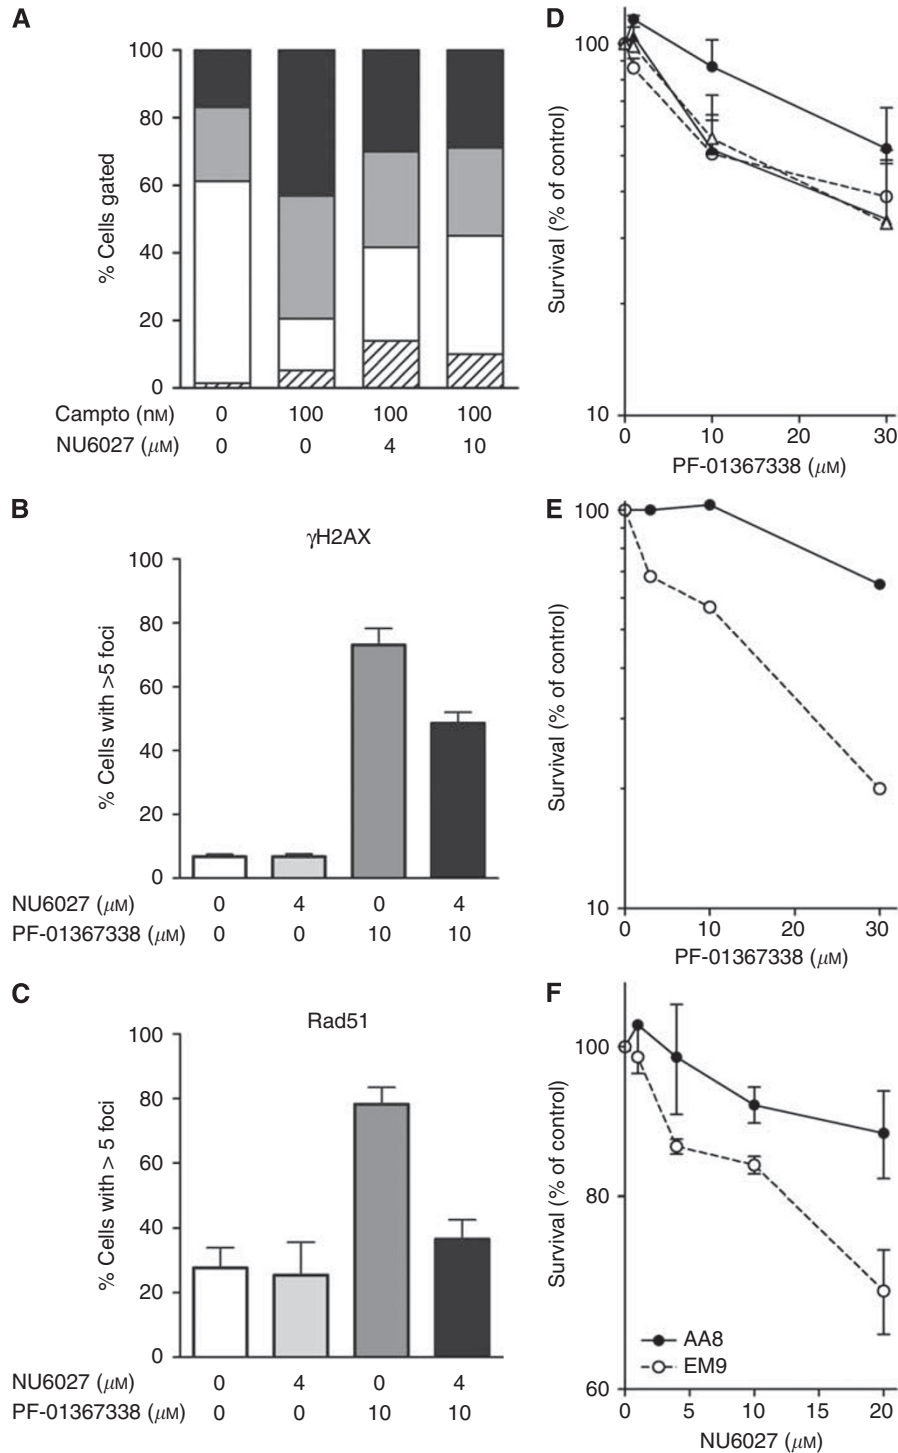 A
100
80
60
40
20
0
% Cells gated
Campto (nM) 0 100 100 100
NU6027 (μM) 0 0 4 10
B
γH2AX
100
80
60
40
20
0
% Cells with >5 foci
NU6027 (μM) 0 4 0 4
PF-01367338 (μM) 0 0 10 10
C
Rad51
100
80
60
40
20
0
% Cells with > 5 foci
NU6027 (μM) 0 4 0 4
PF-01367338 (μM) 0 0 10 10
D
100
10
Survival (% of control)
0 10 20 30
PF-01367338 (μM)
E
100
10
Survival (% of control)
0 10 20 30
PF-01367338 (μM)
F
100
80
60
Survival (% of control)
AA8
EM9
0 5 10 15 20
NU6027 (μM)